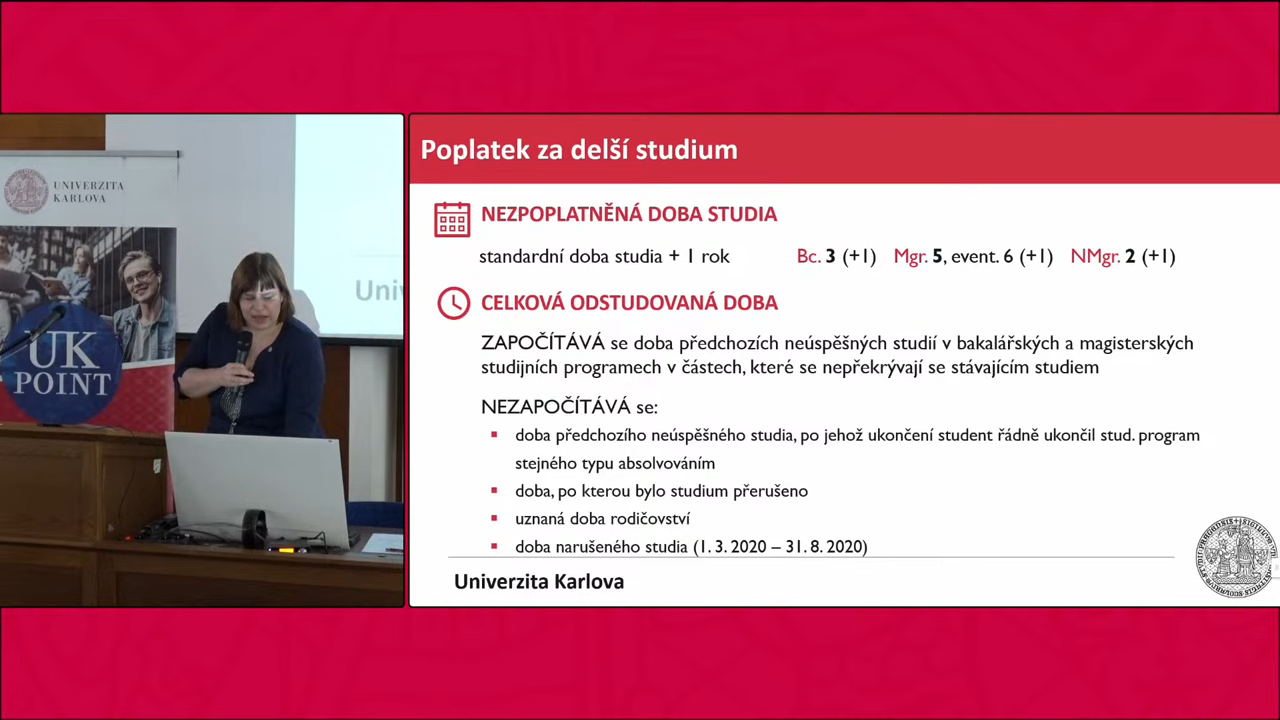 Poplatek za delší studium
NEZPOPLATNĚNÁ DOBA STUDIA
standardní doba studia + 1 rok
Bc. 3 (+1) Mgr. 5, event. 6 (+1) NMgr. 2 (+1)
CELKOVÁ ODSTUDOVANÁ DOBA
ZAPOČÍTÁVÁ se doba předchozích neúspěšných studií v bakalářských a magisterských
studijních programech v částech, které se nepřekrývají se stávajícím studiem
NEZAPOČÍTÁVÁ se:
doba předchozího neúspěšného studia, po jehož ukončení student řádně ukončil stud. program
stejného typu absolvováním
doba, po kterou bylo studium přerušeno
uznaná doba rodičovství
doba narušeného studia (1. 3. 2020 – 31. 8. 2020)
Univerzita Karlova
UNIVERZITA
KARLOVA
UK
POINT
Uni